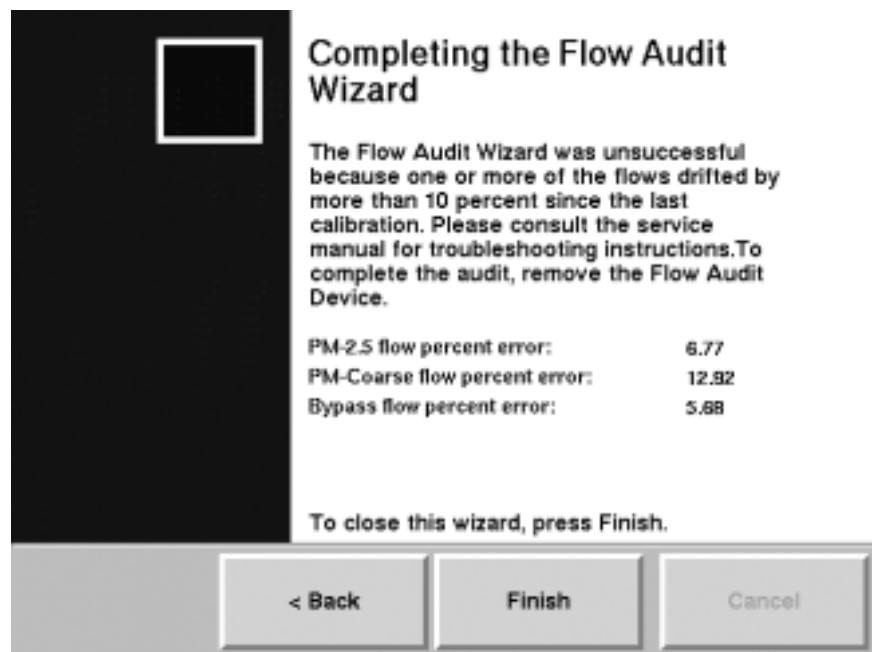 Completing the Flow Audit
Wizard
The Flow Audit Wizard was unsuccessful
because one or more of the flows drifted by
more than 10 percent since the last
calibration. Please consult the service
manual for troubleshooting instructions.To
complete the audit, remove the Flow Audit
Device.
PM-2.5 flow percent error: 6.77
PM-Coarse flow percent error: 12.92
Bypass flow percent error: 5.68
To close this wizard, press Finish.
< Back Finish Cancel